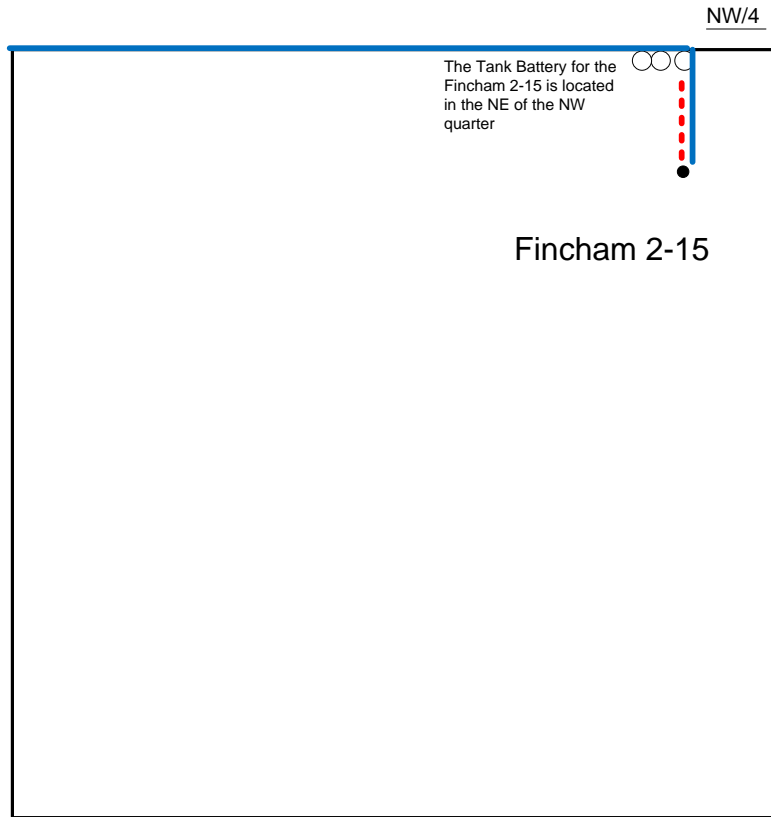 NW/4
The Tank Battery for the
Fincham 2-15 is located
in the NE of the NW
quarter
Fincham 2-15